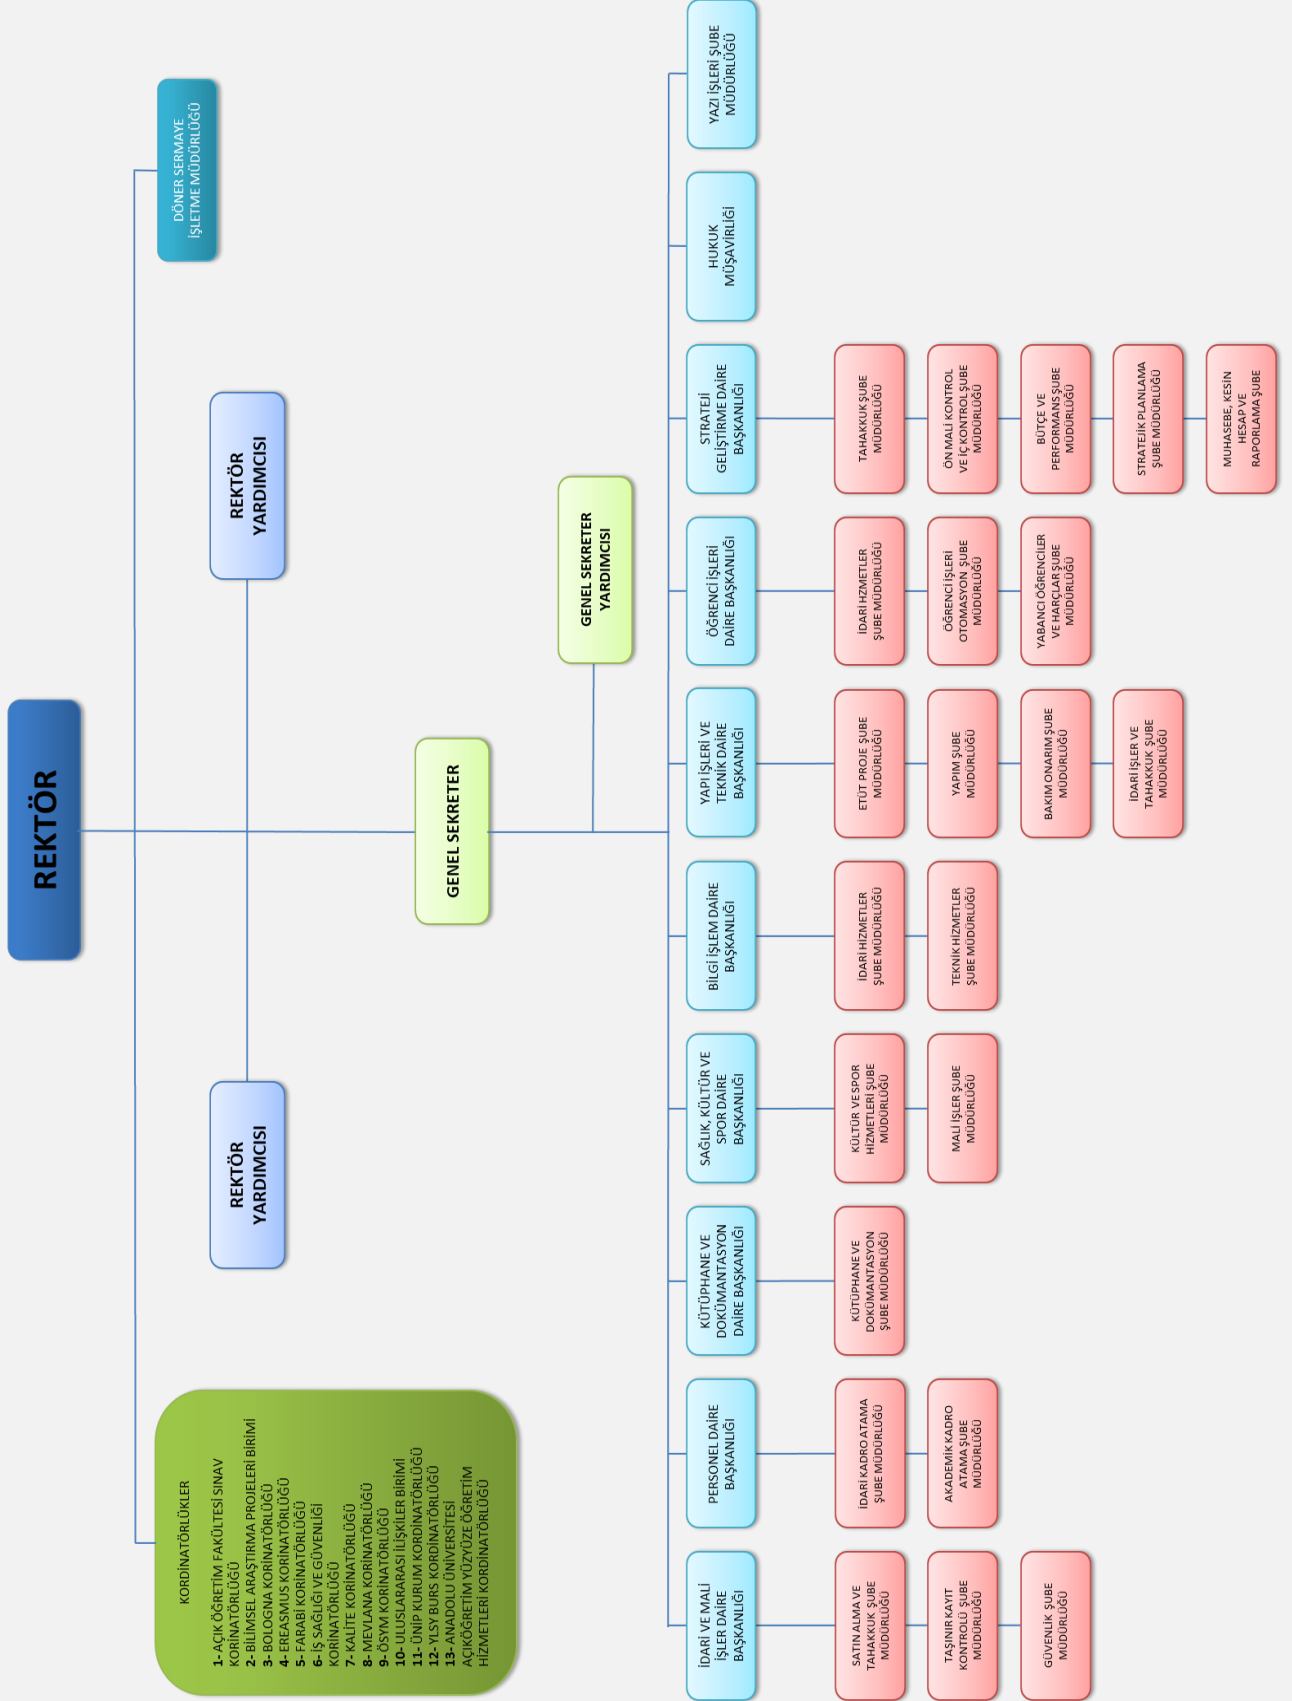 REKTÖR
KORDİNATÖRLÜKLER
1- AÇIK ÖĞRETİM FAKÜLTESİ SINAV
KORİNATÖRLÜĞÜ
2- BİLİMSEL ARAŞTIRMA PROJELERİ BİRİMİ
3- BOLOGNA KORİNATÖRLÜĞÜ
4- EREASMUS KORİNATÖRLÜĞÜ
5- FARABİ KORİNATÖRLÜĞÜ
6- İŞ SAĞLIĞI VE GÜVENLİĞİ
KORİNATÖRLÜĞÜ
7- KALİTE KORİNATÖRLÜĞÜ
8- MEVLANA KORİNATÖRLÜĞÜ
9- ÖSYM KORİNATÖRLÜĞÜ
10- ULUSLARARASI İLİŞKİLER BİRİMİ
11- ÜNİP KURUM KORDİNATÖRLÜĞÜ
12- YLSY BURS KORDİNATÖRLÜĞÜ
13- ANADOLU ÜNİVERSİTESİ
AÇIKÖĞRETİM YÜZYÜZE ÖĞRETİM
HİZMETLERİ KORDİNATÖRLÜĞÜ
DÖNER SERMAYE
İŞLETME MÜDÜRLÜĞÜ
REKTÖR
YARDIMCISI
REKTÖR
YARDIMCISI
GENEL SEKRETER
GENEL SEKRETER
YARDIMCISI
İDARİ VE MALİ
İŞLER DAİRE
BAŞKANLIĞI
SATIN ALMA VE
TAHAKKUK ŞUBE
MÜDÜRLÜĞÜ
TAŞINIR KAYIT
KONTROLÜ ŞUBE
MÜDÜRLÜĞÜ
GÜVENLİK ŞUBE
MÜDÜRLÜĞÜ
PERSONEL DAİRE
BAŞKANLIĞI
İDARİ KADRO ATAMA
ŞUBE MÜDÜRLÜĞÜ
AKADEMİK KADRO
ATAMA ŞUBE
MÜDÜRLÜĞÜ
KÜTÜPHANE VE
DOKÜMANTASYON
DAİRE BAŞKANLIĞI
KÜTÜPHANE VE
DOKÜMANTASYON
ŞUBE MÜDÜRLÜĞÜ
SAĞLIK, KÜLTÜR VE
SPOR DAİRE
BAŞKANLIĞI
KÜLTÜR VE SPOR
HİZMETLERİ ŞUBE
MÜDÜRLÜĞÜ
MALİ İŞLER ŞUBE
MÜDÜRLÜĞÜ
BİLGİ İŞLEM DAİRE
BAŞKANLIĞI
İDARİ HİZMETLER
ŞUBE MÜDÜRLÜĞÜ
TEKNİK HİZMETLER
ŞUBE MÜDÜRLÜĞÜ
YAPI İŞLERİ VE
TEKNİK DAİRE
BAŞKANLIĞI
ETÜT PROJE ŞUBE
MÜDÜRLÜĞÜ
YAPIM ŞUBE
MÜDÜRLÜĞÜ
BAKIM ONARIM ŞUBE
MÜDÜRLÜĞÜ
İDARİ İŞLER VE
TAHAKKUK ŞUBE
MÜDÜRLÜĞÜ
ÖĞRENCİ İŞLERİ
DAİRE BAŞKANLIĞI
İDARİ HZMETLER
ŞUBE MÜDÜRLÜĞÜ
ÖĞRENCİ İŞLERİ
OTOMASYON ŞUBE
MÜDÜRLÜĞÜ
YABANCI ÖĞRENCİLER
VE HARÇLAR ŞUBE
MÜDÜRLÜĞÜ
STRATEJİ
GELİŞTİRME DAİRE
BAŞKANLIĞI
TAHAKKUK ŞUBE
MÜDÜRLÜĞÜ
ÖN MALİ KONTROL
VE İÇ KONTROL ŞUBE
MÜDÜRLÜĞÜ
BÜTÇE VE
PERFORMANS ŞUBE
MÜDÜRLÜĞÜ
STRATEJİK PLANLAMA
ŞUBE MÜDÜRLÜĞÜ
MUHASEBE, KESİN
HESAP VE
RAPORLAMA ŞUBE
HUKUK
MÜŞAVİRLİĞİ
YAZI İŞLERİ ŞUBE
MÜDÜRLÜĞÜ